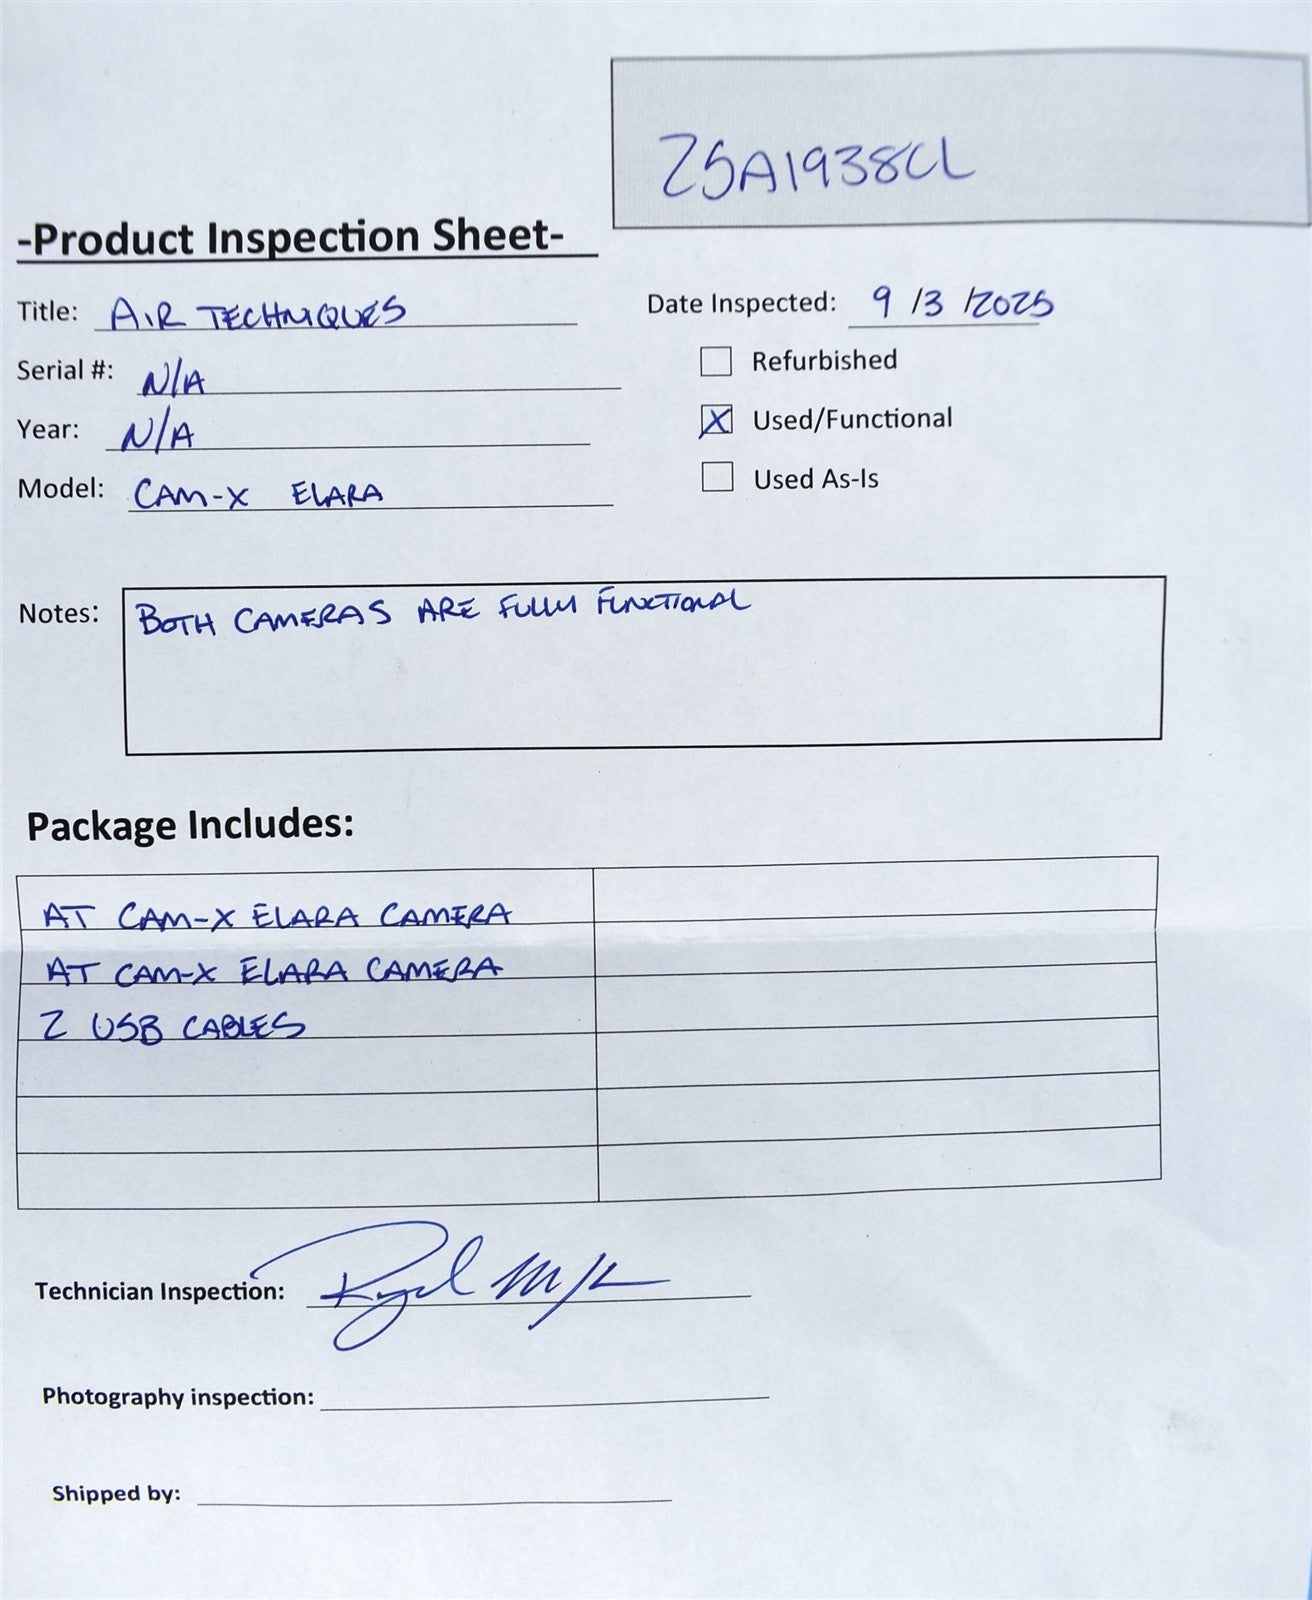 25A1938CL
-Product Inspection Sheet-
Title: AIR TECHNIQUES
Date Inspected: 9/3/2025
Serial #: N/A
Refurbished
Year: N/A
X Used/Functional
Model: CAM-X ELARA
Used As-Is
Notes: BOTH CAMERAS ARE FULLY FUNCTIONAL
Package Includes:
AT CAM-X ELARA CAMERA
AT CAM-X ELARA CAMERA
2 USB CABLES
Technician Inspection:
Photography inspection:
Shipped by: